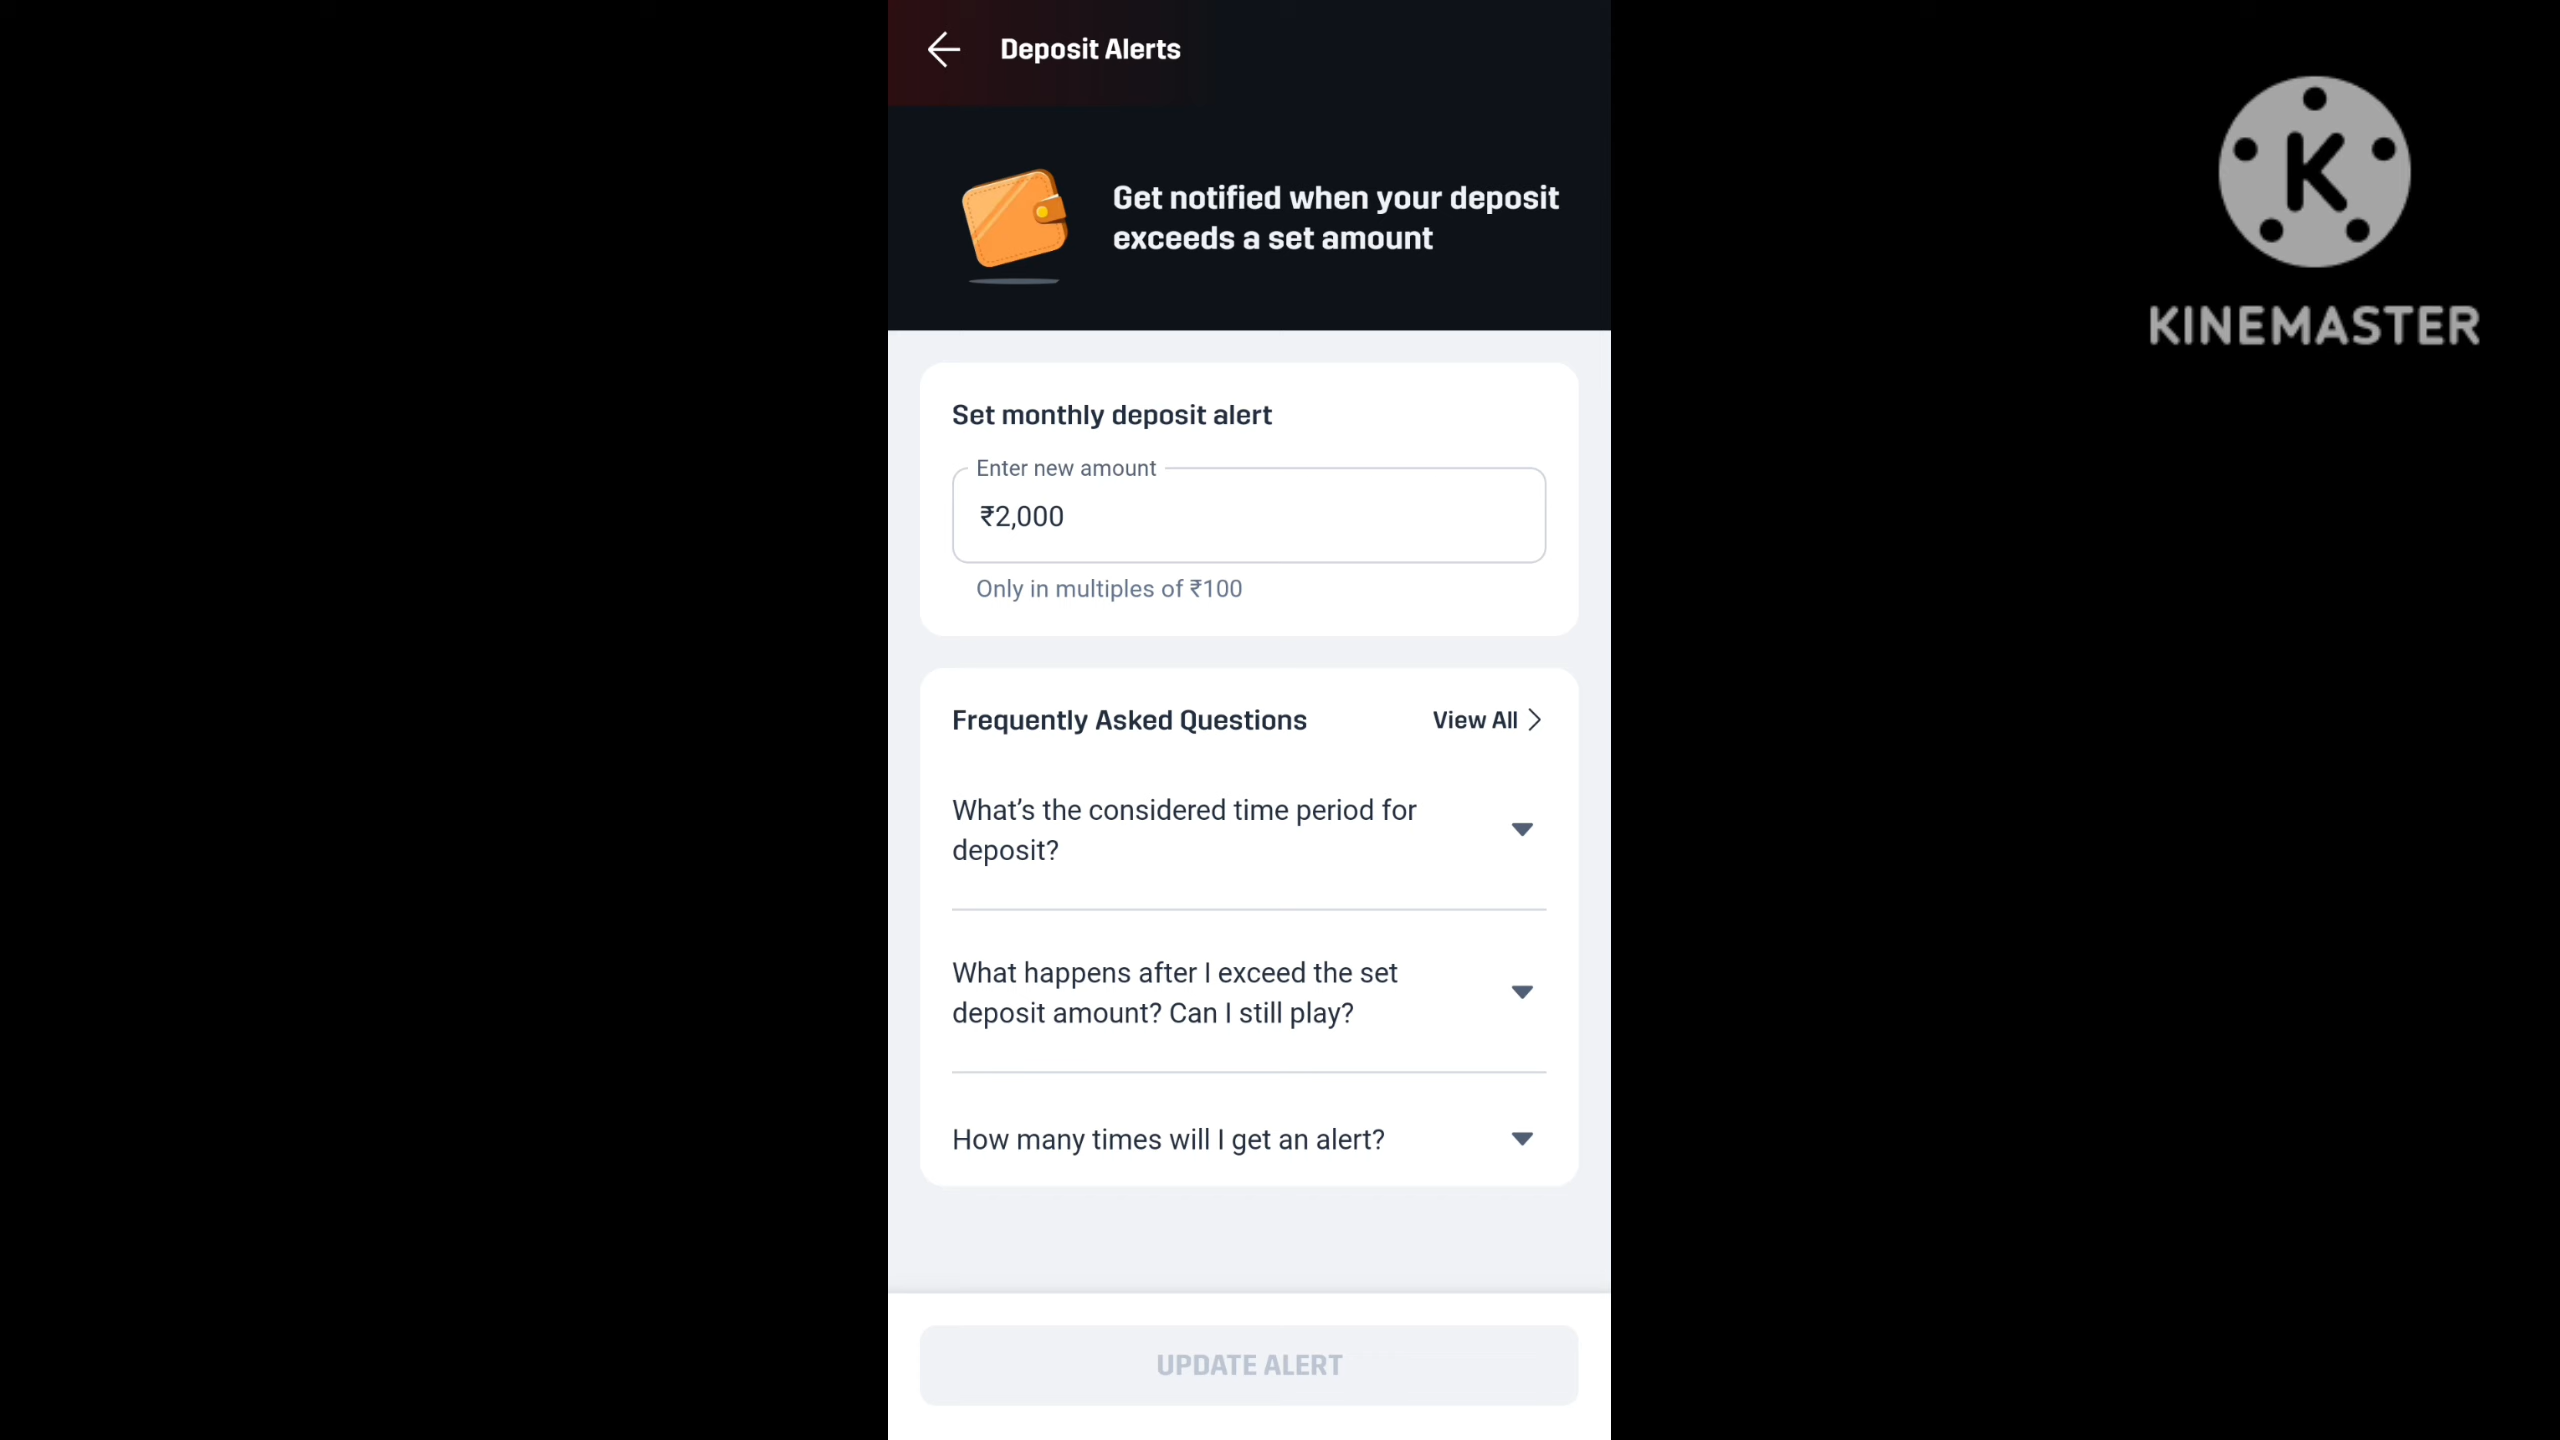 Deposit Alerts
Get notified when your deposit
exceeds a set amount
K
KINEMASTER
Set monthly deposit alert
Enter new amount
₹2,000
Only in multiples of ₹100
Frequently Asked Questions
View All
What's the considered time period for
deposit?
What happens after I exceed the set
deposit amount? Can I still play?
How many times will I get an alert?
UPDATE ALERT